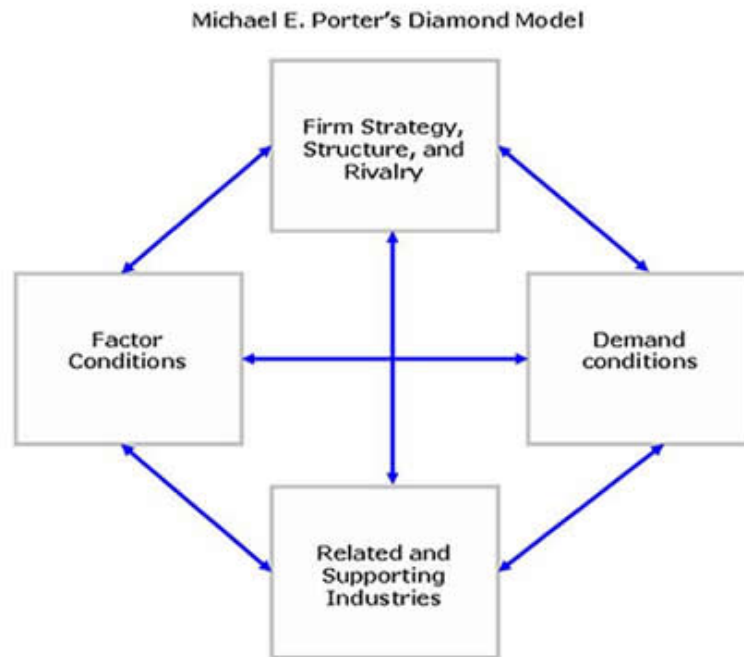 Michael E. Porter's Diamond Model
Firm Strategy,
Structure, and
Rivalry
Factor
Conditions
Demand
conditions
Related and
Supporting
Industries